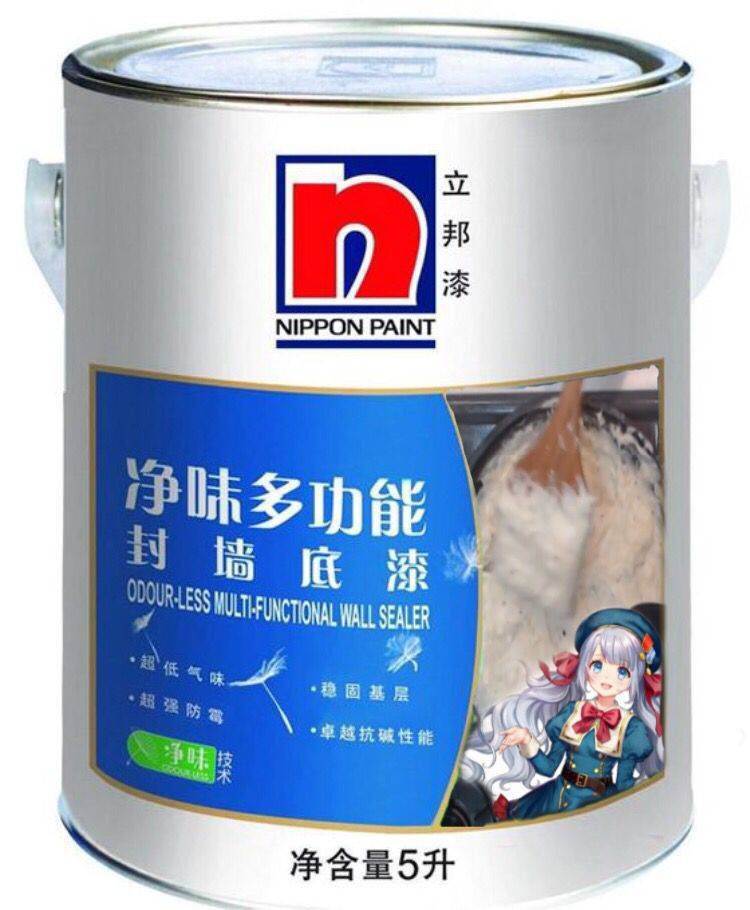 立邦漆
NIPPON PAINT
净味多功能
封墙底漆
ODOUR-LESS MULTI-FUNCTIONAL WALL SEALER
·超低气味
·超强防霉
·稳固基层
·卓越抗碱性能
净味技术
ODOUR-LESS
净含量5升